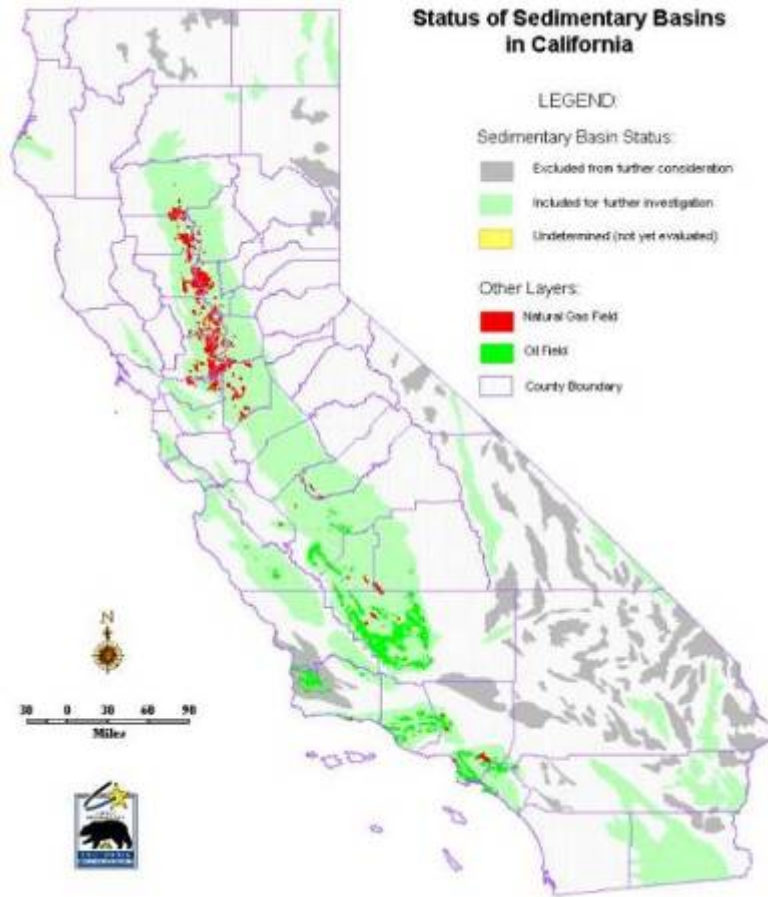 Status of Sedimentary Basins
in California
LEGEND:
Sedimentary Basin Status:
Excluded from further consideration
Included for further investigation
Undetermined (not yet evaluated)
Other Layers:
Natural Gas Field
Oil Field
County Boundary
N
30 0 30 60 90
Miles